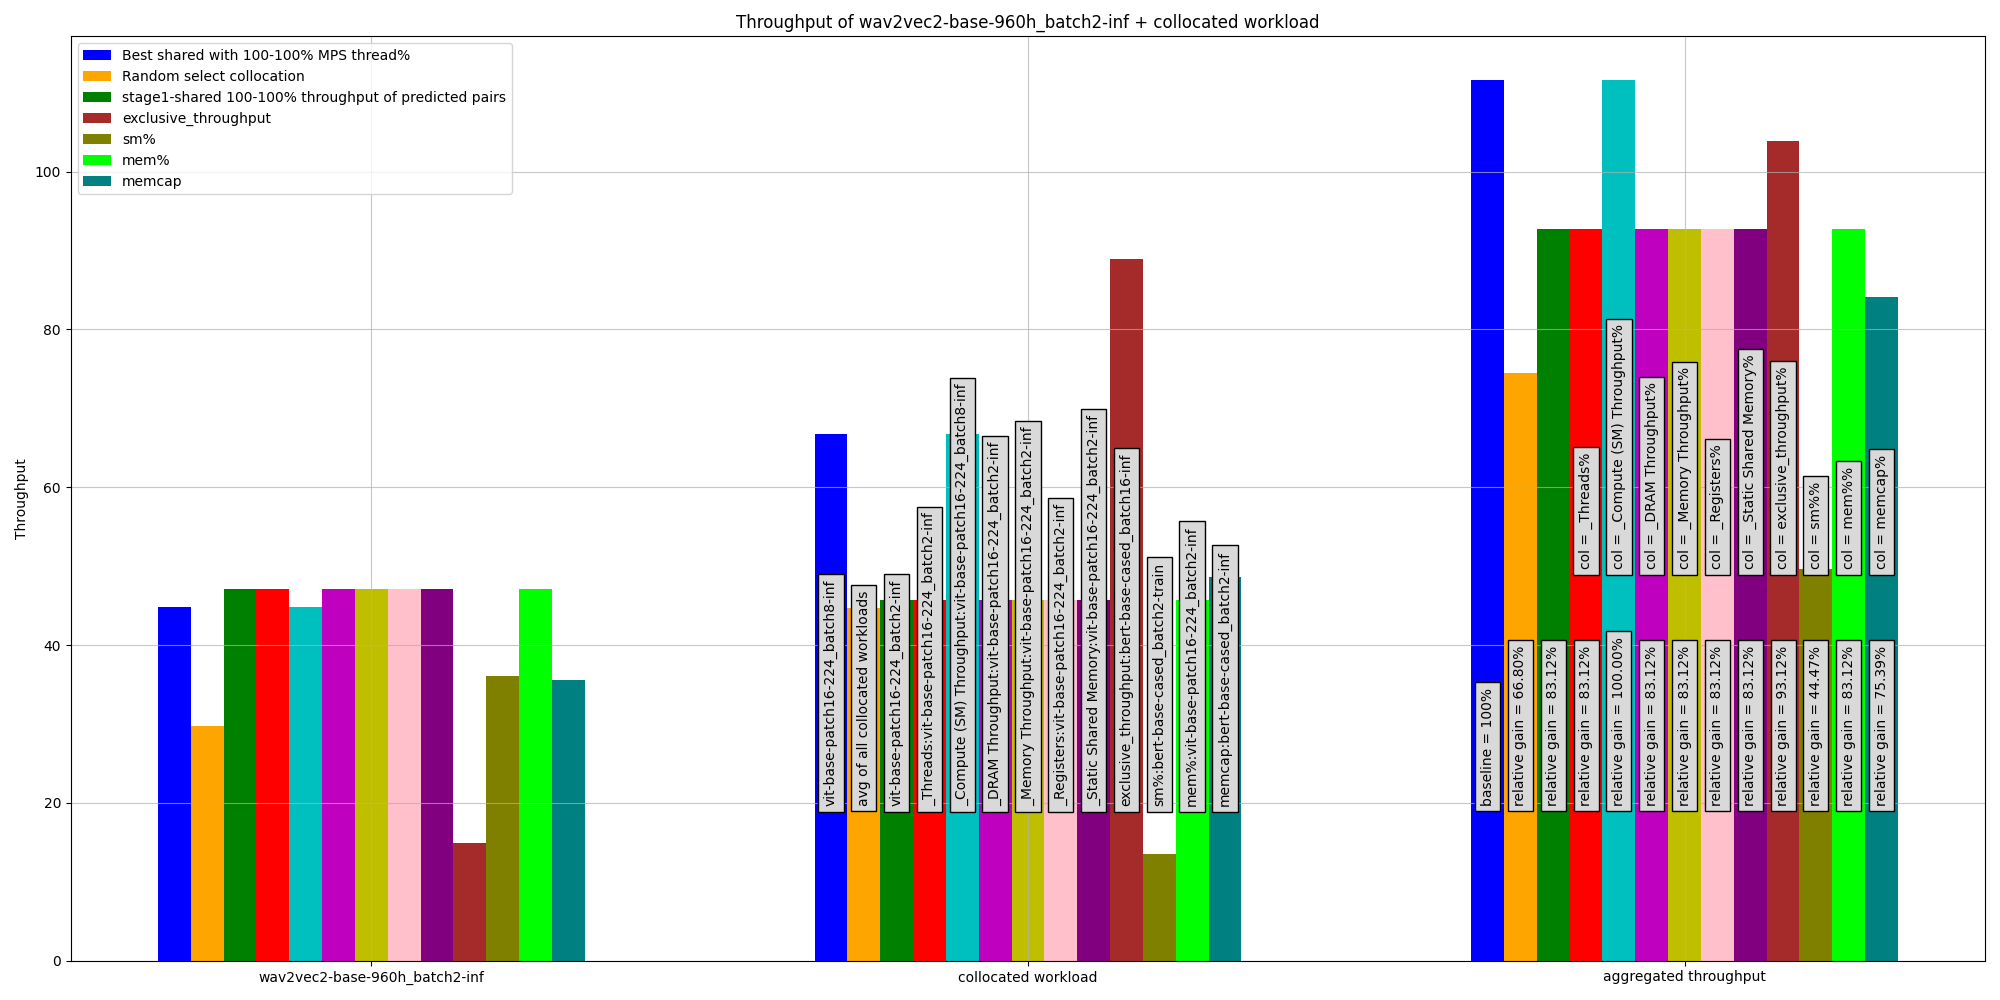 Throughput of wav2vec2-base-960h_batch2-inf + collocated workload
Best shared with 100-100% MPS thread%
Random select collocation
stage1-shared 100-100% throughput of predicted pairs
exclusive_throughput
sm%
mem%
memcap
Throughput
100
80
60
40
20
0
vit-base-patch16-224_batch8-inf
avg of all collocated workloads
vit-base-patch16-224_batch2-inf
_Threads:vit-base-patch16-224_batch2-inf
_Compute (SM) Throughput:vit-base-patch16-224_batch8-inf
_DRAM Throughput:vit-base-patch16-224_batch2-inf
_Memory Throughput:vit-base-patch16-224_batch2-inf
_Registers:vit-base-patch16-224_batch2-inf
_Static Shared Memory:vit-base-patch16-224_batch2-inf
exclusive_throughput:bert-base-cased_batch16-inf
sm%:bert-base-cased_batch2-train
mem%:vit-base-patch16-224_batch2-inf
memcap:bert-base-cased_batch2-inf
col = _Threads%
col = _Compute (SM) Throughput%
col = _DRAM Throughput%
col = _Memory Throughput%
col = _Registers%
col = _Static Shared Memory%
col = exclusive_throughput%
col = sm%%
col = mem%%
col = memcap%
baseline = 100%
relative gain = 66.80%
relative gain = 83.12%
relative gain = 83.12%
relative gain = 100.00%
relative gain = 83.12%
relative gain = 83.12%
relative gain = 83.12%
relative gain = 83.12%
relative gain = 93.12%
relative gain = 44.47%
relative gain = 83.12%
relative gain = 75.39%
wav2vec2-base-960h_batch2-inf
collocated workload
aggregated throughput